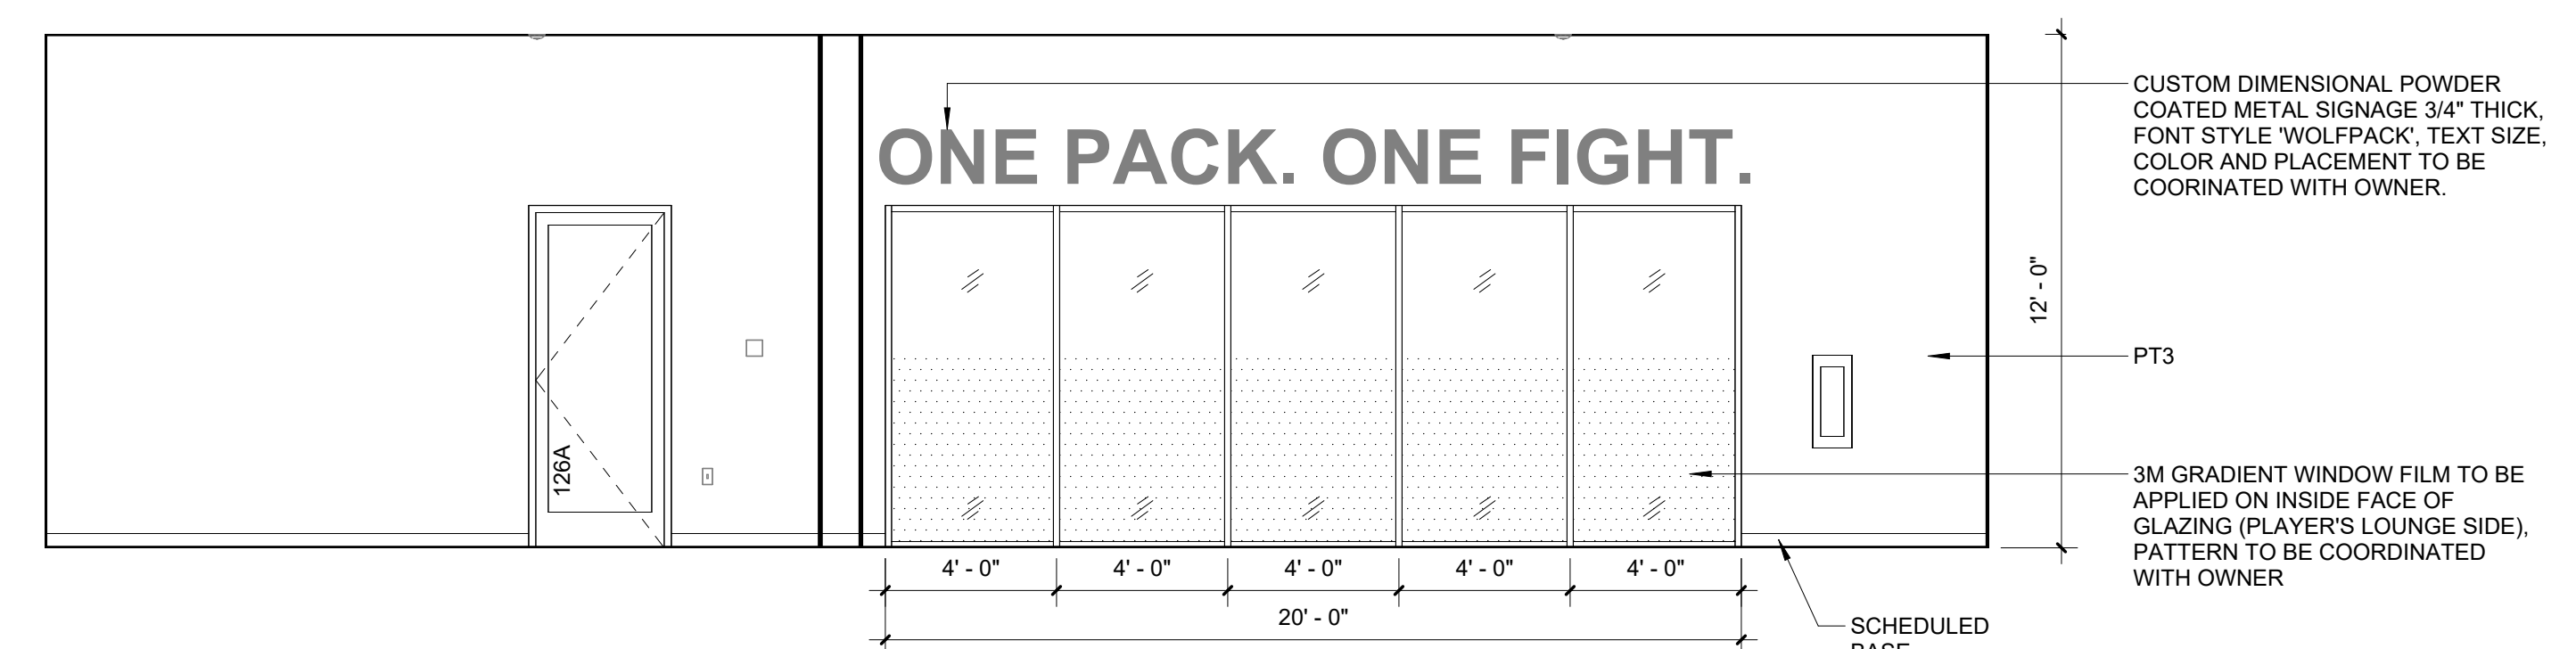 CUSTOM DIMENSIONAL POWDER
COATED METAL SIGNAGE 3/4" THICK,
FONT STYLE 'WOLFPACK', TEXT SIZE,
COLOR AND PLACEMENT TO BE
COORINATED WITH OWNER.
ONE PACK. ONE FIGHT.
12' - 0"
PT3
126A
3M GRADIENT WINDOW FILM TO BE
APPLIED ON INSIDE FACE OF
GLAZING (PLAYER'S LOUNGE SIDE),
PATTERN TO BE COORDINATED
WITH OWNER
4' - 0" 4' - 0" 4' - 0" 4' - 0" 4' - 0"
20' - 0"
SCHEDULED
BASE